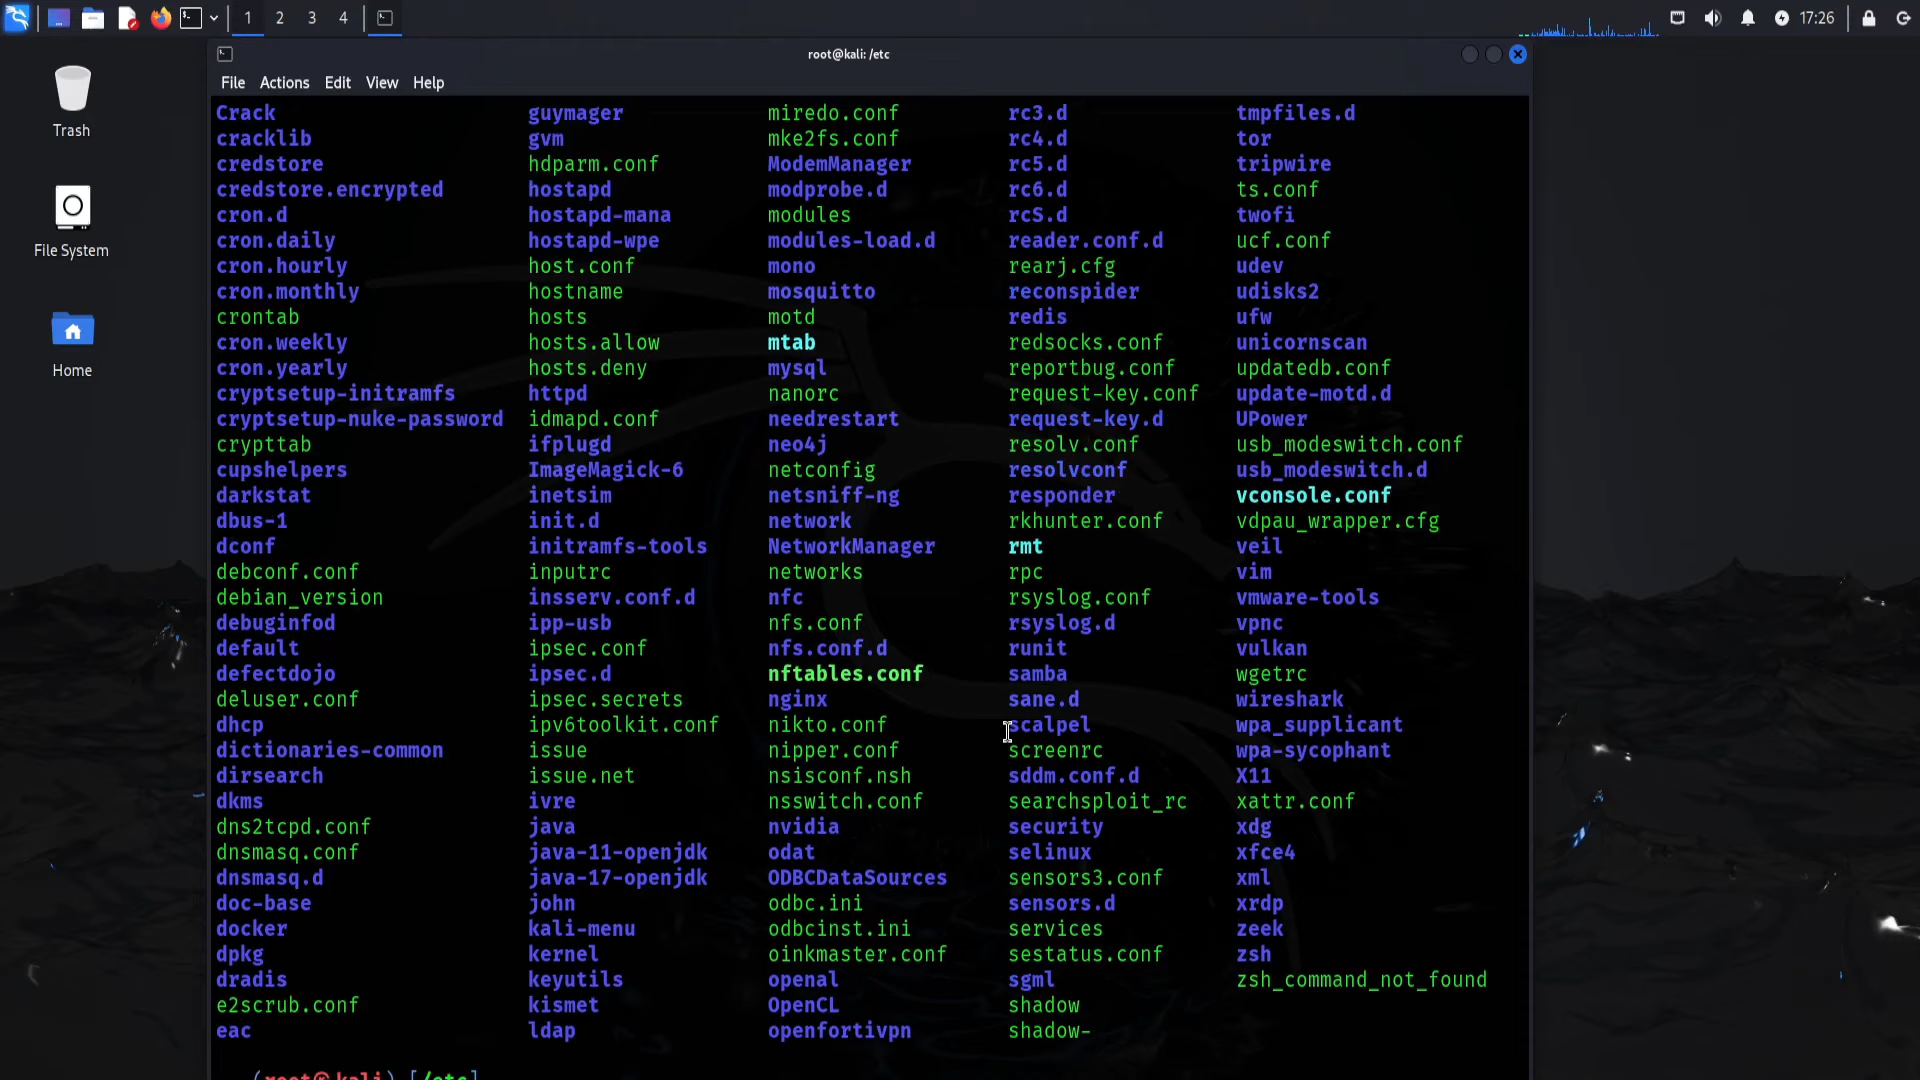 1 2 3 4 17:26
root@kali: /etc
File Actions Edit View Help
Trash
File System
Home
Crack guymager miredo.conf rc3.d tmpfiles.d
cracklib gvm mke2fs.conf rc4.d tor
credstore hdparm.conf ModemManager rc5.d tripwire
credstore.encrypted hostapd modprobe.d rc6.d ts.conf
cron.d hostapd-mana modules rcS.d twofi
cron.daily hostapd-wpe modules-load.d reader.conf.d ucf.conf
cron.hourly host.conf mono rearj.cfg udev
cron.monthly hostname mosquitto reconspider udisks2
crontab hosts motd redis ufw
cron.weekly hosts.allow mtab redsocks.conf unicornscan
cron.yearly hosts.deny mysql reportbug.conf updatedb.conf
cryptsetup-initramfs httpd nanorc request-key.conf update-motd.d
cryptsetup-nuke-password idmapd.conf needrestart request-key.d UPower
crypttab ifplugd neo4j resolv.conf usb_modeswitch.conf
cupshelpers ImageMagick-6 netconfig resolvconf usb_modeswitch.d
darkstat inetsim netsniff-ng responder vconsole.conf
dbus-1 init.d network rkhunter.conf vdpau_wrapper.cfg
dconf initramfs-tools NetworkManager rmt veil
debconf.conf inputrc networks rpc vim
debian_version insserv.conf.d nfc rsyslog.conf vmware-tools
debuginfod ipp-usb nfs.conf rsyslog.d vpnc
default ipsec.conf nfs.conf.d runit vulkan
defectdojo ipsec.d nftables.conf samba wgetrc
deluser.conf ipsec.secrets nginx sane.d wireshark
dhcp ipv6toolkit.conf nikto.conf scalpel wpa_supplicant
dictionaries-common issue nipper.conf screenrc wpa-sycophant
dirsearch issue.net nsisconf.nsh sddm.conf.d X11
dkms ivre nsswitch.conf searchsploit_rc xattr.conf
dns2tcpd.conf java nvidia security xdg
dnsmasq.conf java-11-openjdk odat selinux xfce4
dnsmasq.d java-17-openjdk ODBCDataSources sensors3.conf xml
doc-base john odbc.ini sensors.d xrdp
docker kali-menu odbcinst.ini services zeek
dpkg kernel oinkmaster.conf sestatus.conf zsh
dradis keyutils openal sgml zsh_command_not_found
e2scrub.conf kismet OpenCL shadow
eac ldap openfortivpn shadow-
(root@kali) [/etc]